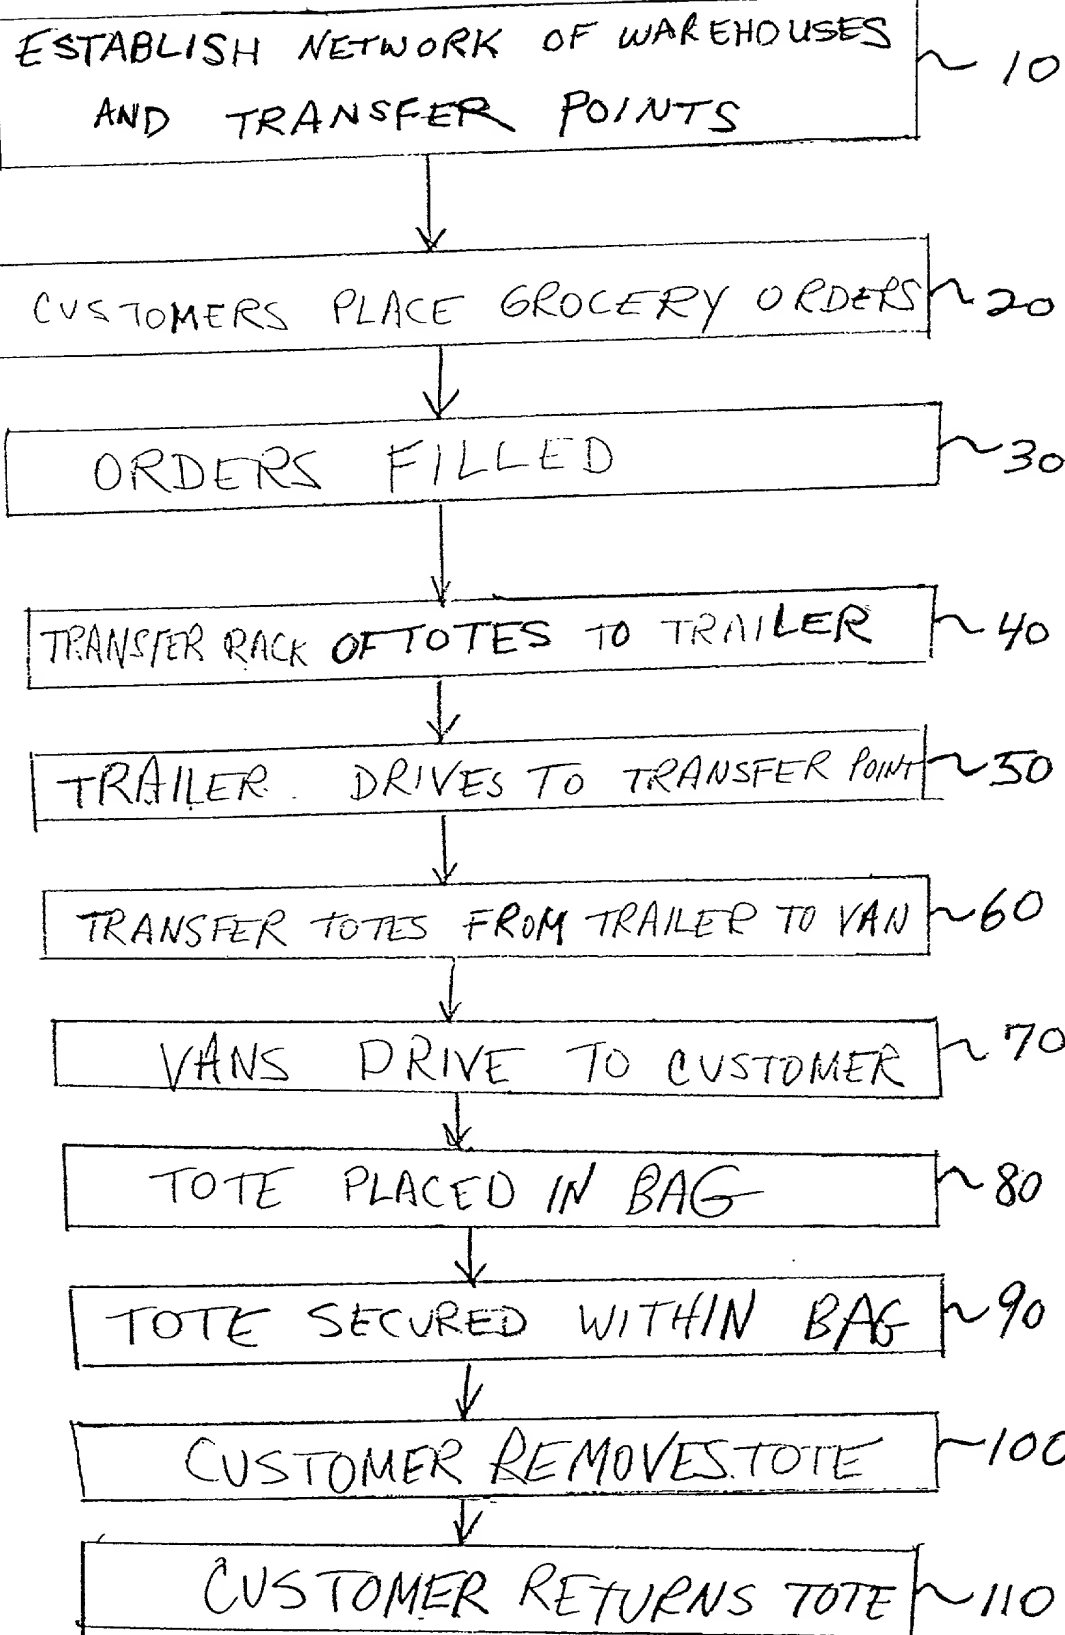 ESTABLISH NETWORK OF WAREHOUSES
AND TRANSFER POINTS
10
CUSTOMERS PLACE GROCERY ORDERS
20
ORDERS FILLED
30
TRANSFER RACK OF TOTES TO TRAILER
40
TRAILER DRIVES TO TRANSFER POINT
50
TRANSFER TOTES FROM TRAILER TO VAN
60
VANS DRIVE TO CUSTOMER
70
TOTE PLACED IN BAG
80
TOTE SECURED WITHIN BAG
90
CUSTOMER REMOVES TOTE
100
CUSTOMER RETURNS TOTE
110